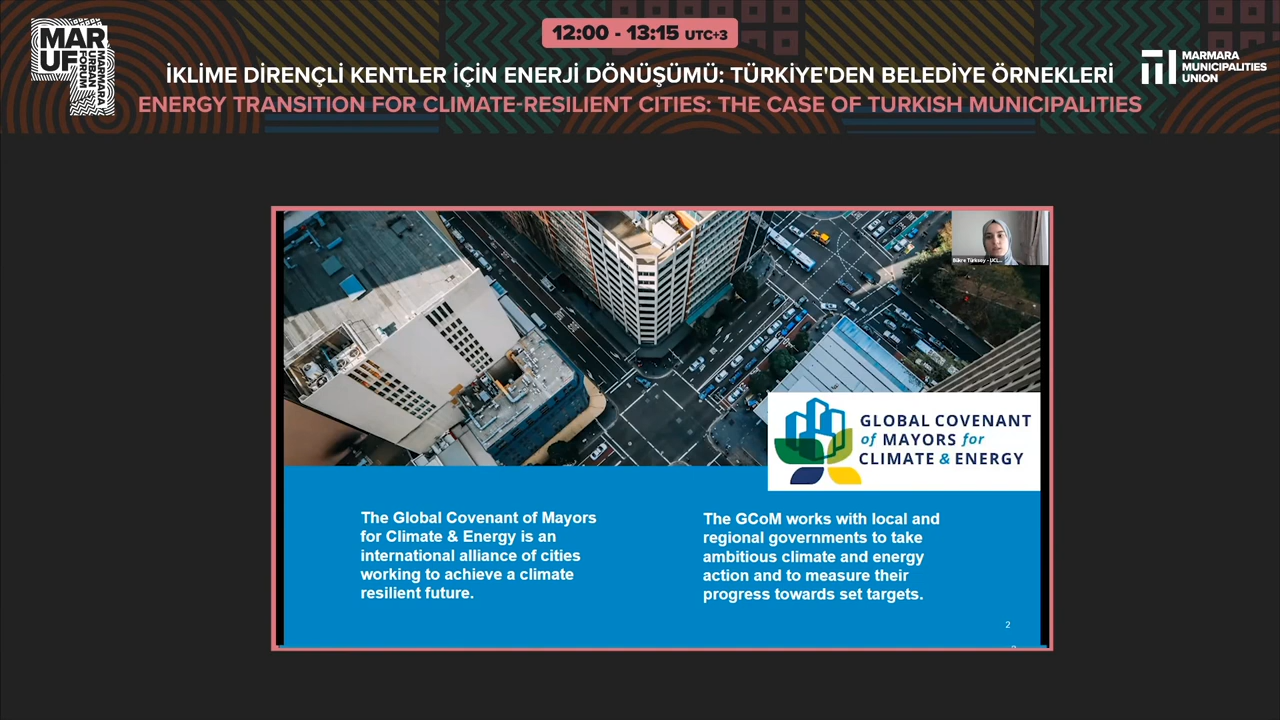 MAR
UF
MARMARA
URBAN
FORUM
12:00 - 13:15 UTC+3
İKLİME DİRENÇLİ KENTLER İÇİN ENERJİ DÖNÜŞÜMÜ: TÜRKİYE'DEN BELEDİYE ÖRNEKLERİ
ENERGY TRANSITION FOR CLIMATE-RESILIENT CITIES: THE CASE OF TURKISH MUNICIPALITIES
MARMARA
MUNICIPALITIES
UNION
Bükre Türksoy - UCL...
GLOBAL COVENANT
of MAYORS for
CLIMATE & ENERGY
The Global Covenant of Mayors
for Climate & Energy is an
international alliance of cities
working to achieve a climate
resilient future.
The GCoM works with local and
regional governments to take
ambitious climate and energy
action and to measure their
progress towards set targets.
2